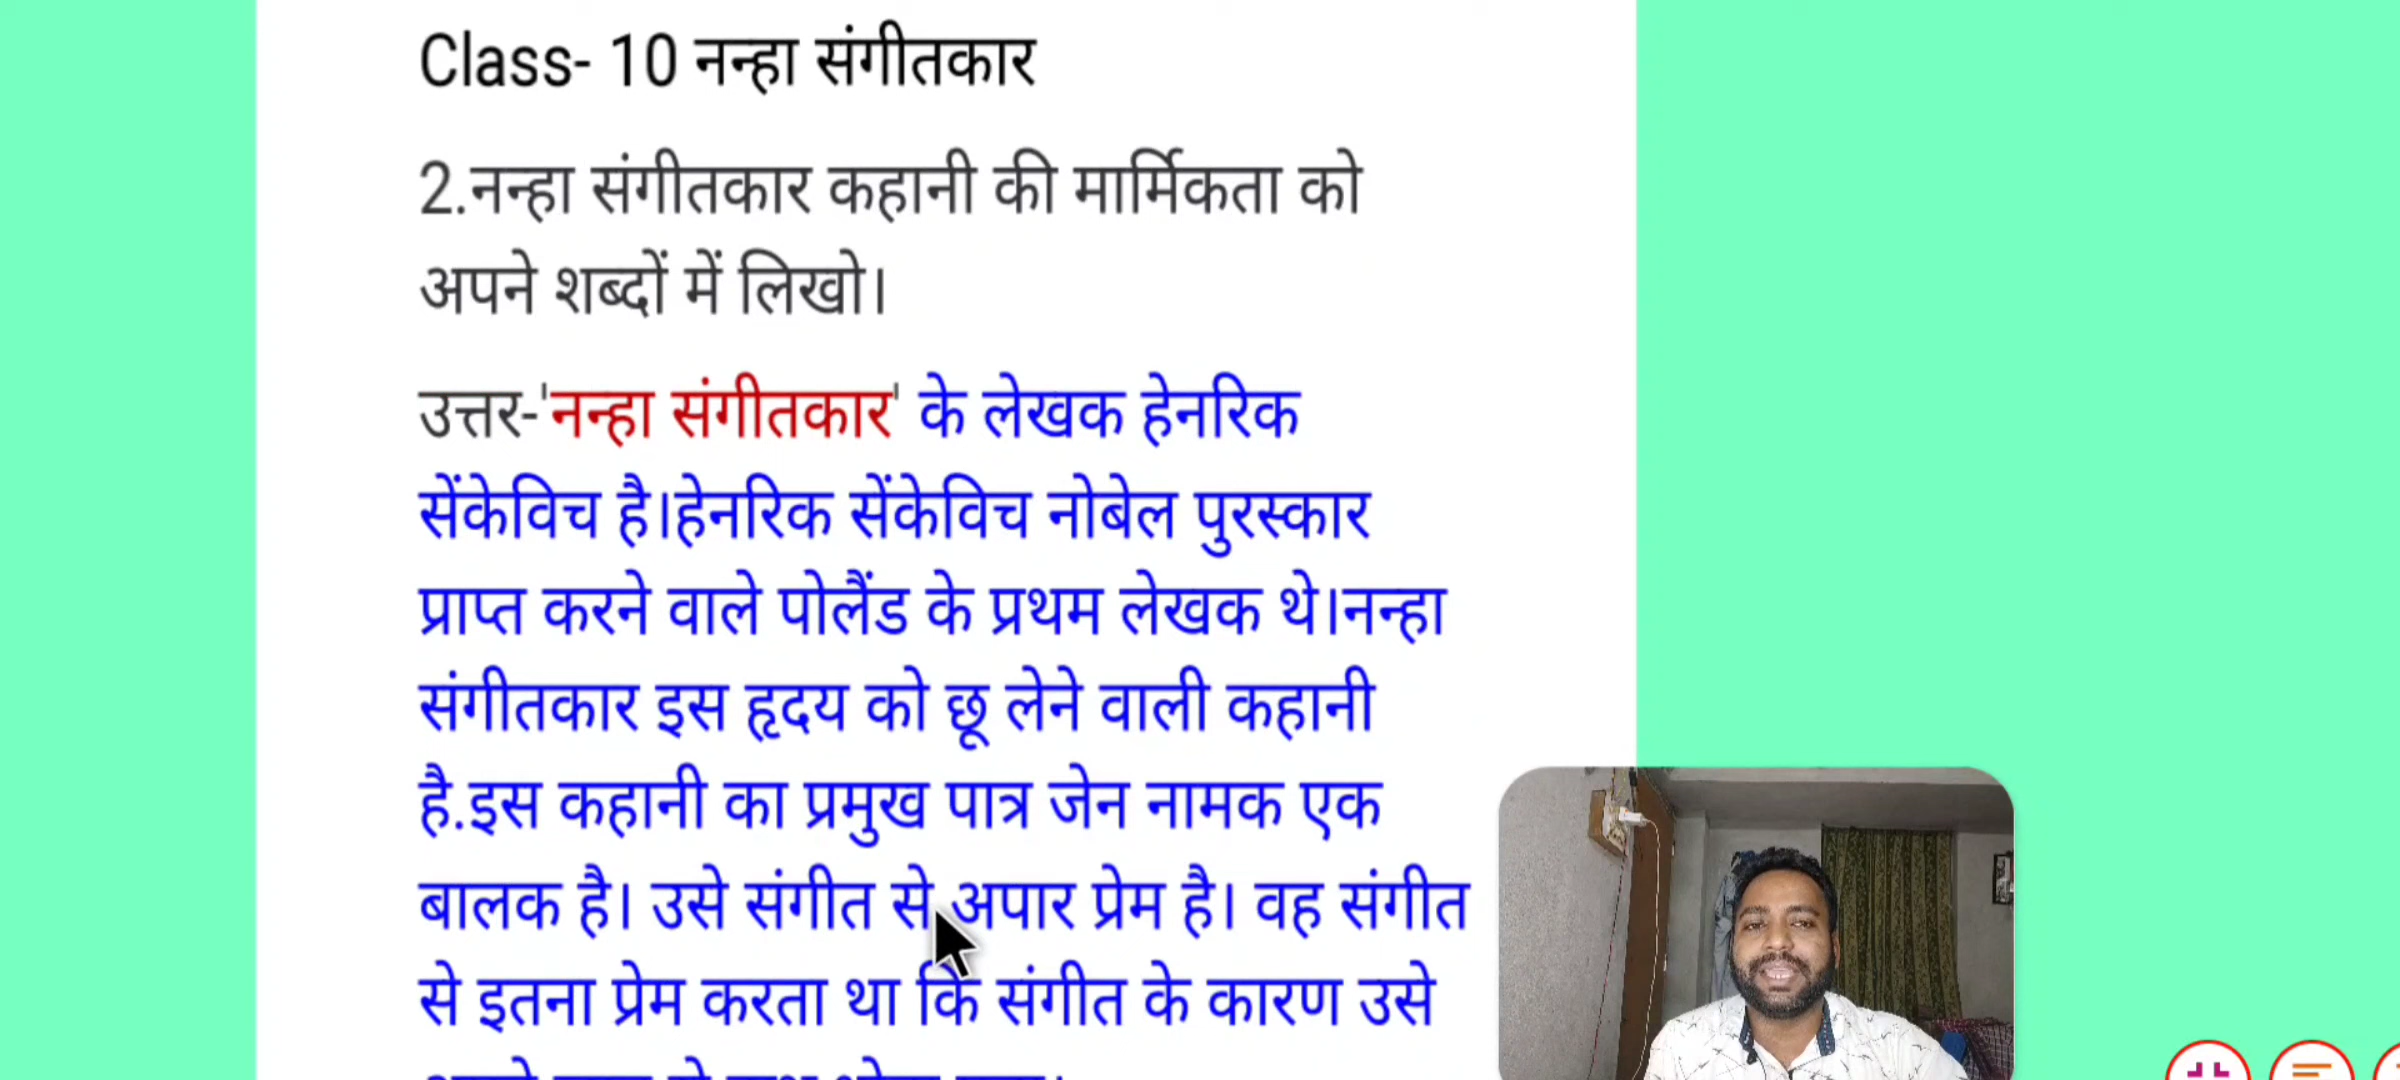 Class- 10 नन्हा संगीतकार
2.नन्हा संगीतकार कहानी की मार्मिकता को
अपने शब्दों में लिखो।
उत्तर-'नन्हा संगीतकार' के लेखक हेनरिक
सेंकेविच है।हेनरिक सेंकेविच नोबेल पुरस्कार
प्राप्त करने वाले पोलैंड के प्रथम लेखक थे।नन्हा
संगीतकार इस हृदय को छू लेने वाली कहानी
है.इस कहानी का प्रमुख पात्र जेन नामक एक
बालक है। उसे संगीत से अपार प्रेम है। वह संगीत
से इतना प्रेम करता था कि संगीत के कारण उसे